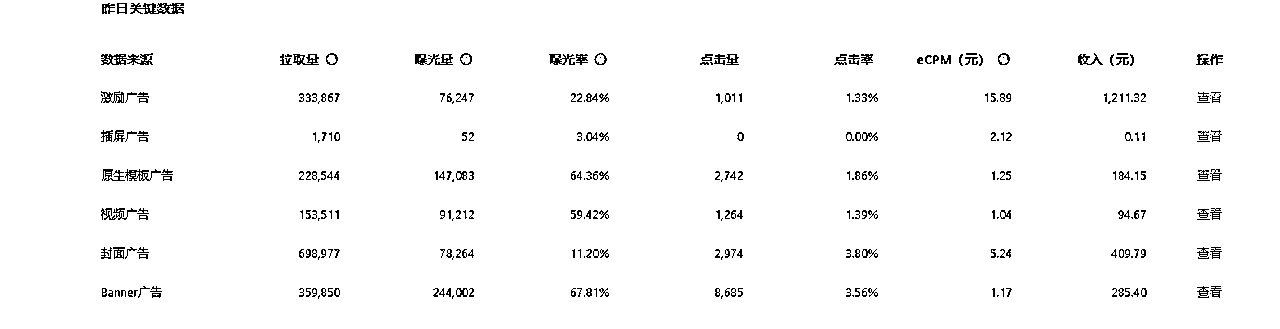 昨日关键数据
数据来源 拉取量 曝光量 曝光率 点击量 点击率 eCPM（元） 收入（元） 操作
激励广告 333,867 76,247 22.84% 1,011 1.33% 15.89 1,211.32 查看
插屏广告 1,710 52 3.04% 0 0.00% 2.12 0.11 查看
原生模板广告 228,544 147,083 64.36% 2,742 1.86% 1.25 184.15 查看
视频广告 153,511 91,212 59.42% 1,264 1.39% 1.04 94.67 查看
封面广告 698,977 78,264 11.20% 2,974 3.80% 5.24 409.79 查看
Banner广告 359,850 244,002 67.81% 8,685 3.56% 1.17 285.40 查看